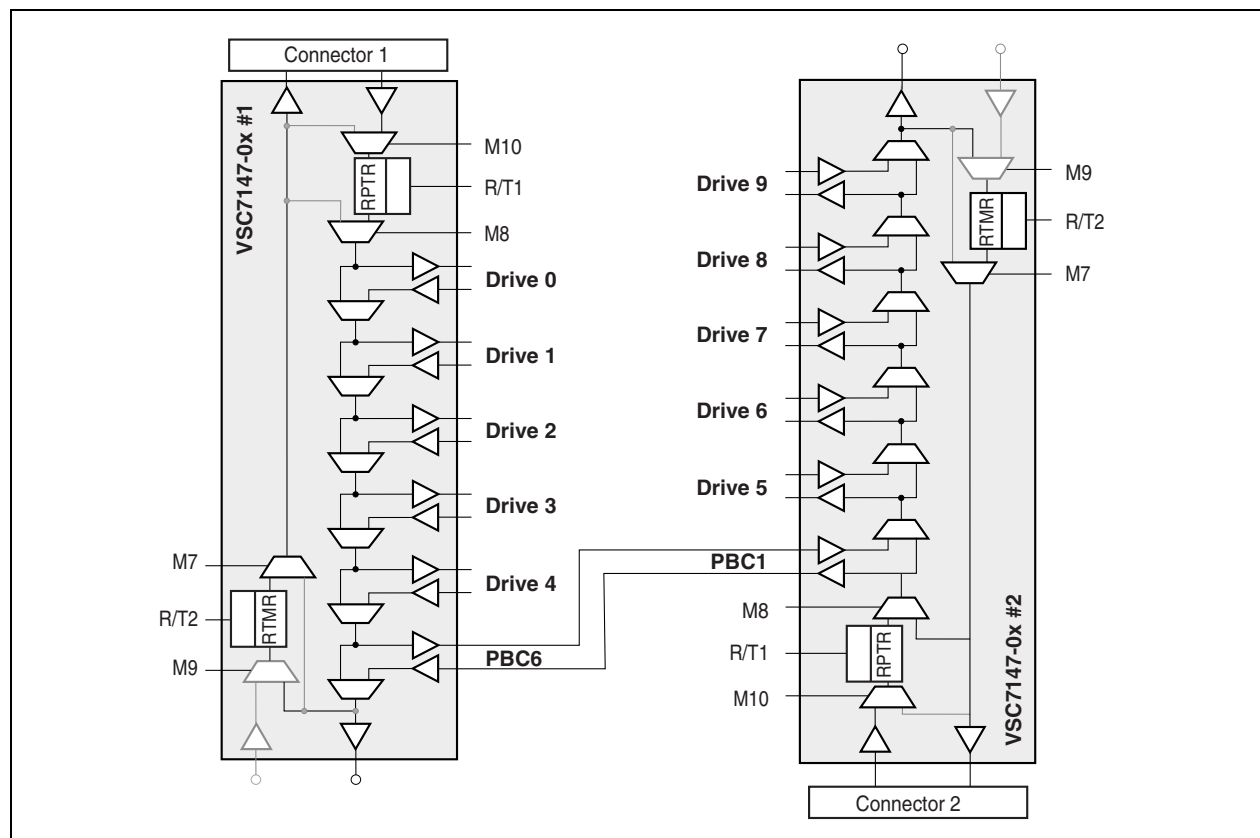 Connector 1
VSC7147-0x #1
M10
RPTR
R/T1
M8
Drive 0
Drive 1
Drive 2
Drive 3
Drive 4
PBC6
M7
R/T2
RTMR
M9
VSC7147-0x #2
M9
RTMR
R/T2
M7
Drive 9
Drive 8
Drive 7
Drive 6
Drive 5
PBC1
M8
R/T1
RPTR
M10
Connector 2